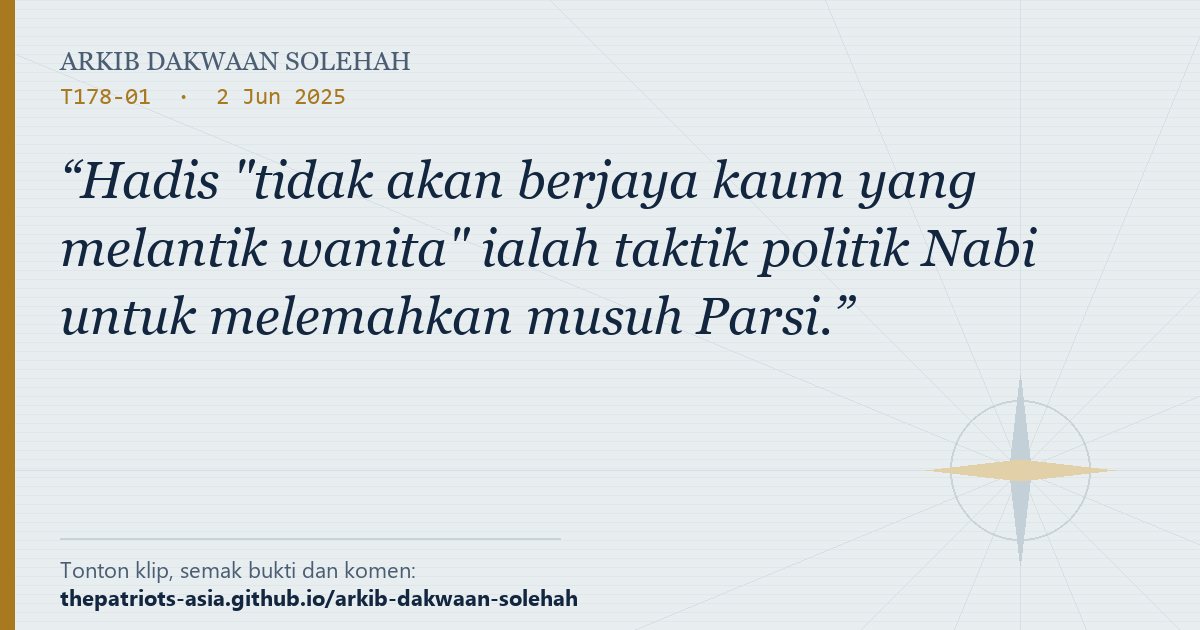 ARKIB DAKWAAN SOLEHAH
T178-01 · 2 Jun 2025
“Hadis "tidak akan berjaya kaum yang
melantik wanita" ialah taktik politik Nabi
untuk melemahkan musuh Parsi.”
Tonton klip, semak bukti dan komen:
thepatriots-asia.github.io/arkib-dakwaan-solehah